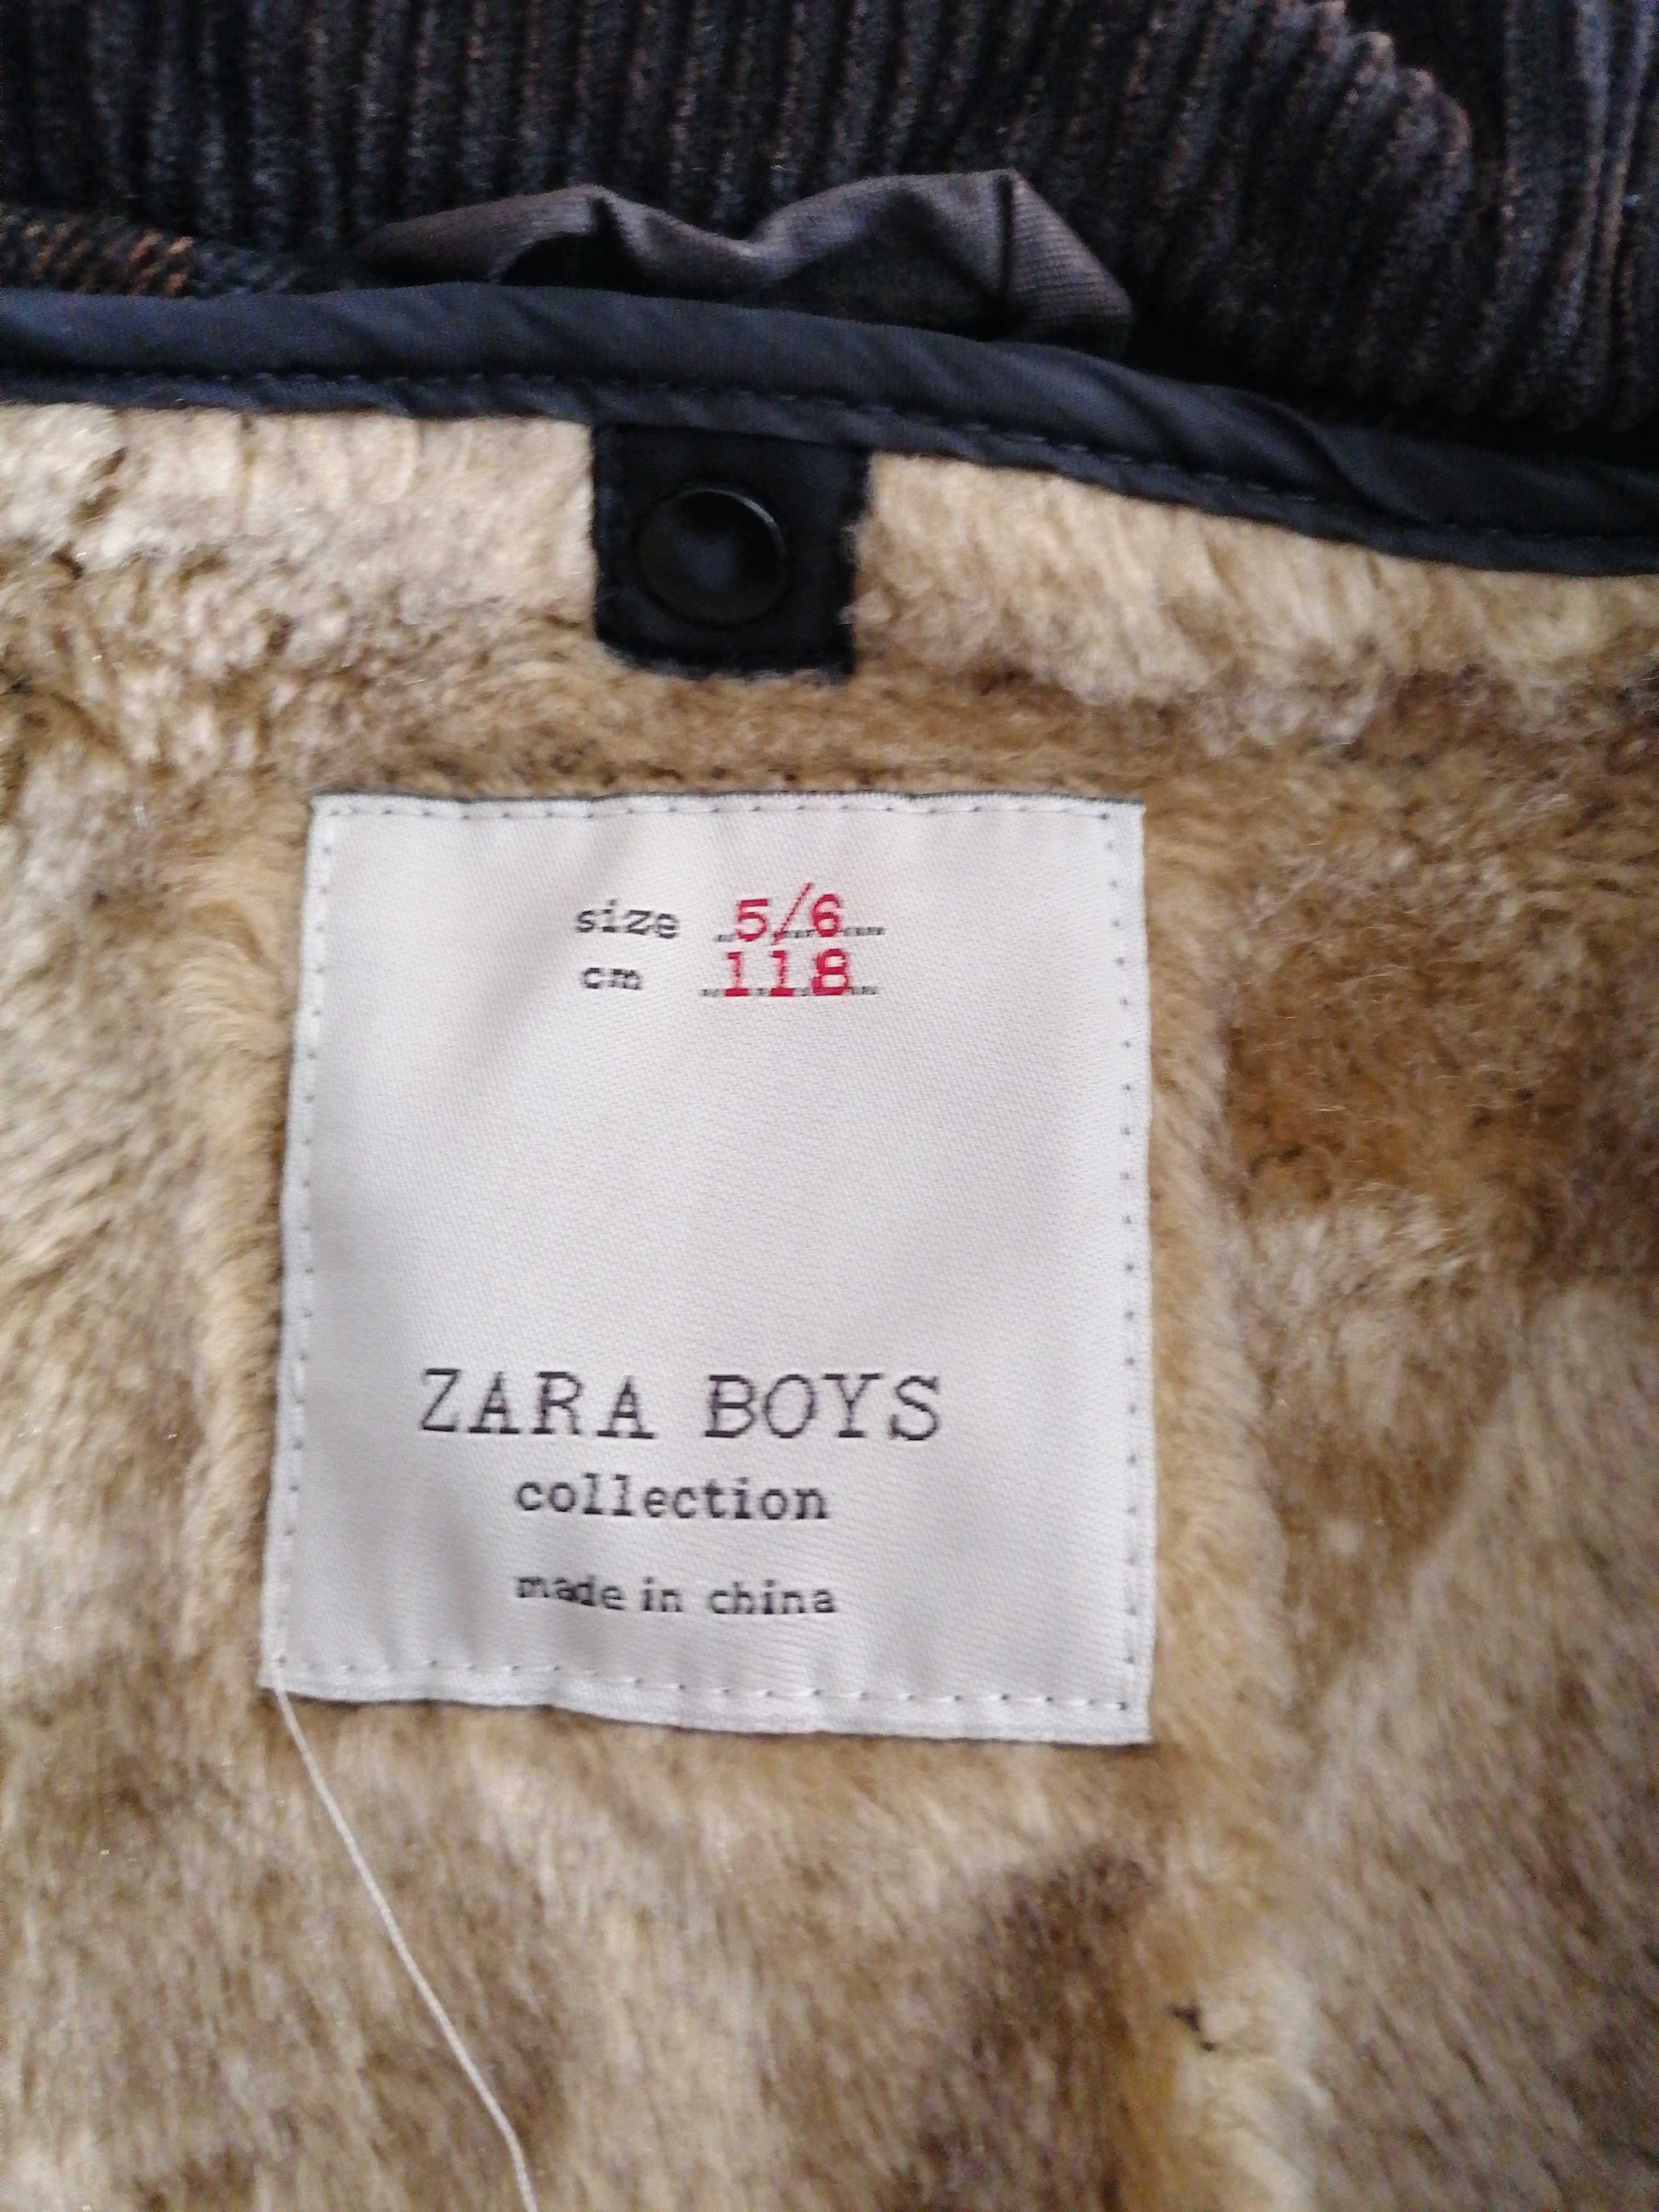 size 5/6
cm 118
ZARA BOYS
collection
made in china